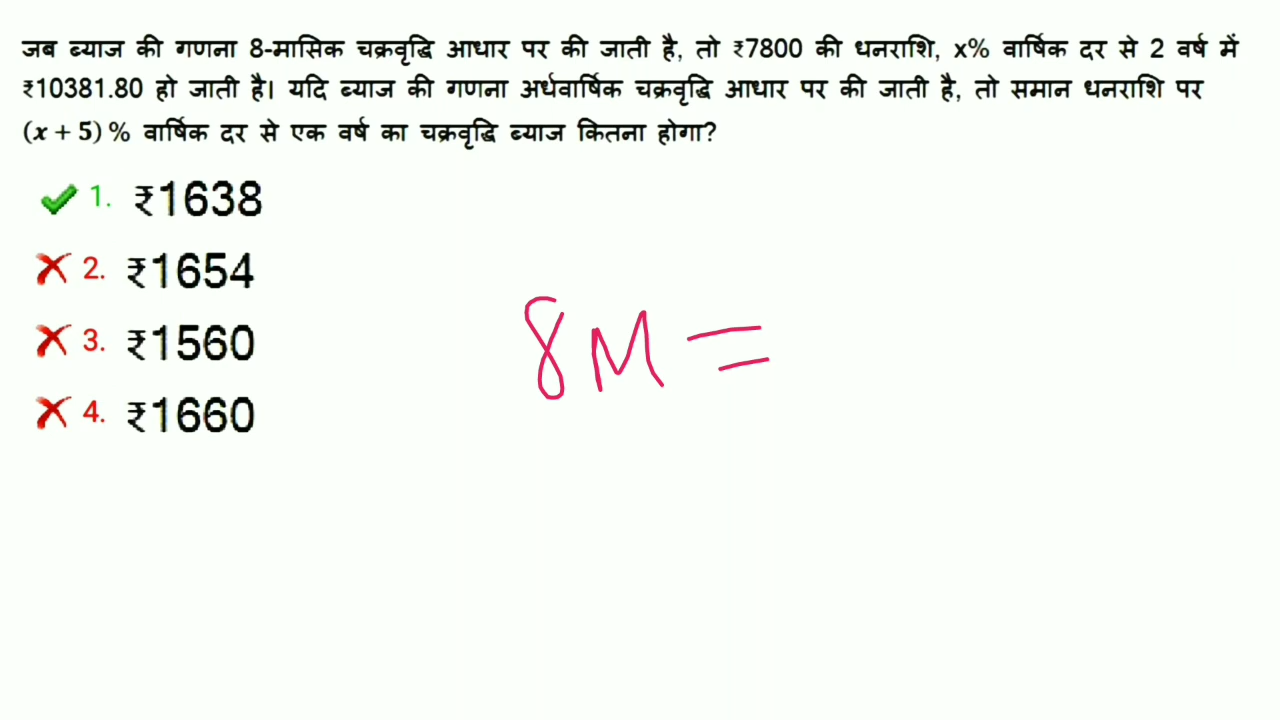 जब ब्याज की गणना 8-मासिक चक्रवृद्धि आधार पर की जाती है, तो ₹7800 की धनराशि, x% वार्षिक दर से 2 वर्ष में
₹10381.80 हो जाती है। यदि ब्याज की गणना अर्धवार्षिक चक्रवृद्धि आधार पर की जाती है, तो समान धनराशि पर
(x + 5) % वार्षिक दर से एक वर्ष का चक्रवृद्धि ब्याज कितना होगा?
1. ₹1638
2. ₹1654
3. ₹1560
4. ₹1660
8M =